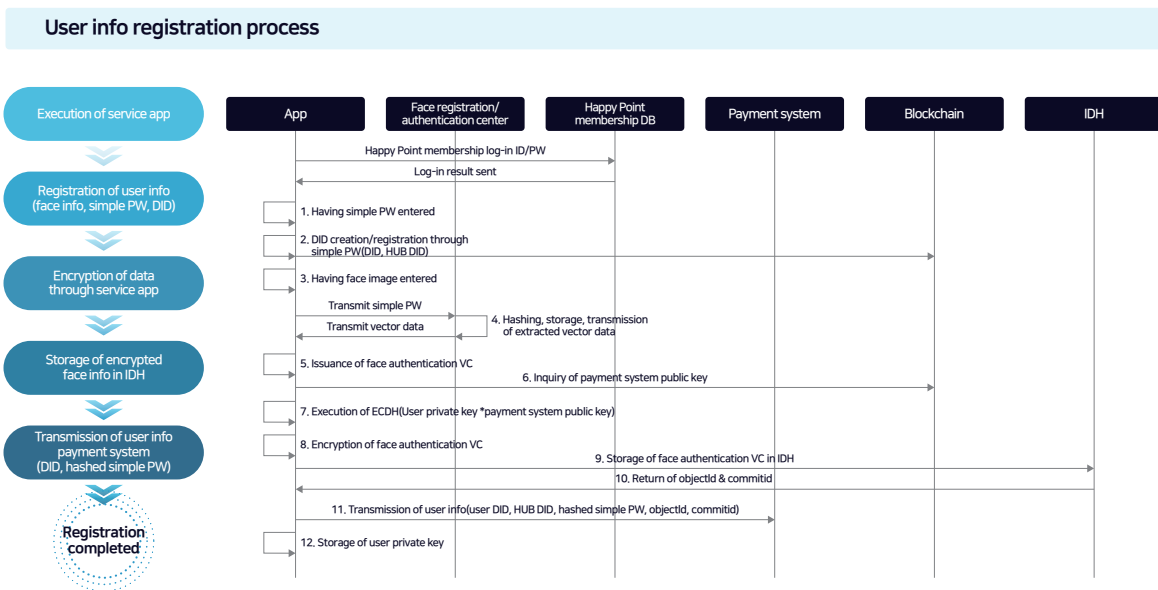 User info registration process
Execution of service app
Registration of user info
(face info, simple PW, DID)
Encryption of data
through service app
Storage of encrypted
face info in IDH
Transmission of user info
payment system
(DID, hashed simple PW)
Registration
completed
App
Face registration/
authentication center
Happy Point
membership DB
Payment system
Blockchain
IDH
Happy Point membership log-in ID/PW
Log-in result sent
1. Having simple PW entered
2. DID creation/registration through
simple PW(DID, HUB DID)
3. Having face image entered
Transmit simple PW
Transmit vector data
4. Hashing, storage, transmission
of extracted vector data
5. Issuance of face authentication VC
6. Inquiry of payment system public key
7. Execution of ECDH(User private key *payment system public key)
8. Encryption of face authentication VC
9. Storage of face authentication VC in IDH
10. Return of objectId & commitid
11. Transmission of user info(user DID, HUB DID, hashed simple PW, objectId, commitid)
12. Storage of user private key